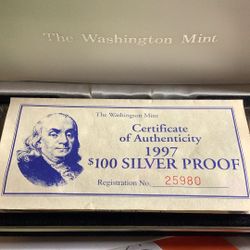 The Washington Mint
The Washington Mint
Certificate
of Authenticity
1997
$100 SILVER PROOF
Registration No. 25980